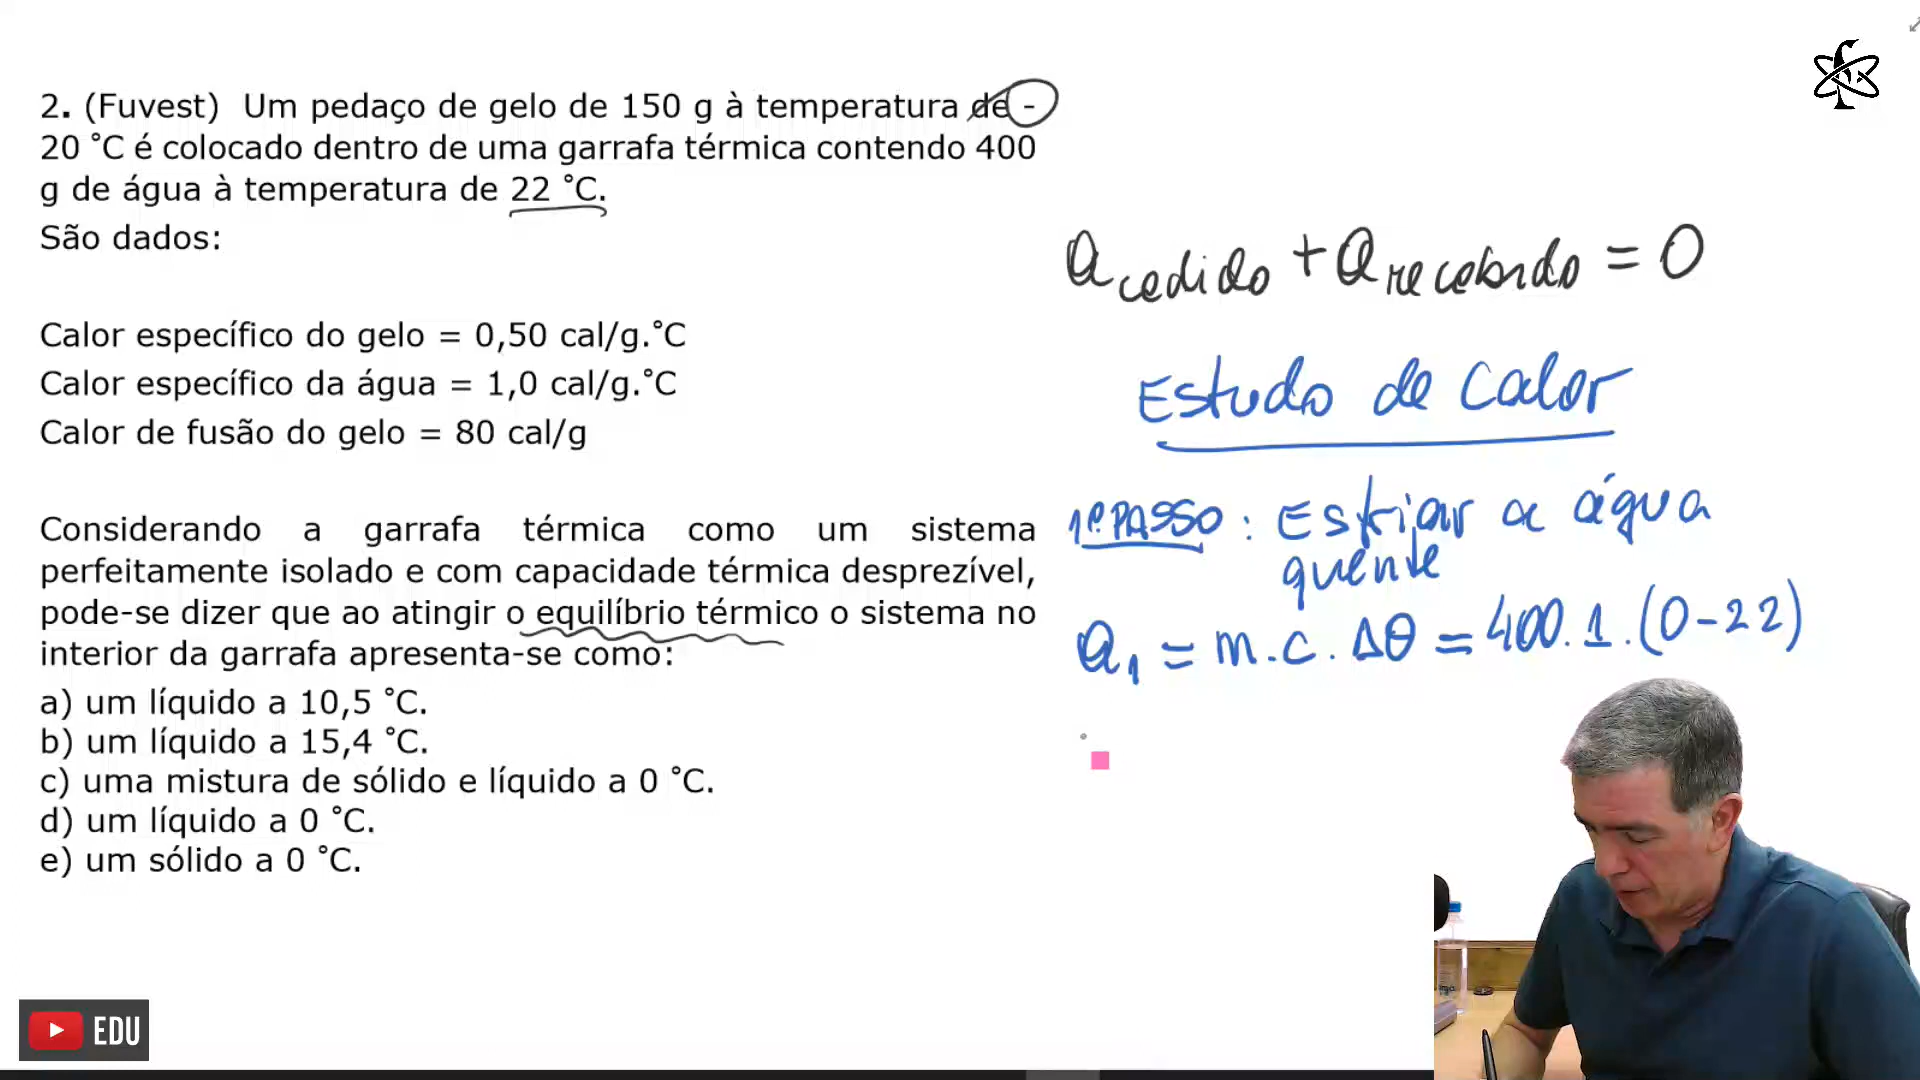 2. (Fuvest) Um pedaço de gelo de 150 g à temperatura de -
20 °C é colocado dentro de uma garrafa térmica contendo 400
g de água à temperatura de 22 °C.
São dados:
Calor específico do gelo = 0,50 cal/g.°C
Calor específico da água = 1,0 cal/g.°C
Calor de fusão do gelo = 80 cal/g
Considerando a garrafa térmica como um sistema
perfeitamente isolado e com capacidade térmica desprezível,
pode-se dizer que ao atingir o equilíbrio térmico o sistema no
interior da garrafa apresenta-se como:
a) um líquido a 10,5 °C.
b) um líquido a 15,4 °C.
c) uma mistura de sólido e líquido a 0 °C.
d) um líquido a 0 °C.
e) um sólido a 0 °C.
Qcedido + Qrecebido = 0
Estudo de Calor
1º PASSO: Esfriar a água
quente
Q1 = m.c.Δθ = 400.1.(0-22)
EDU